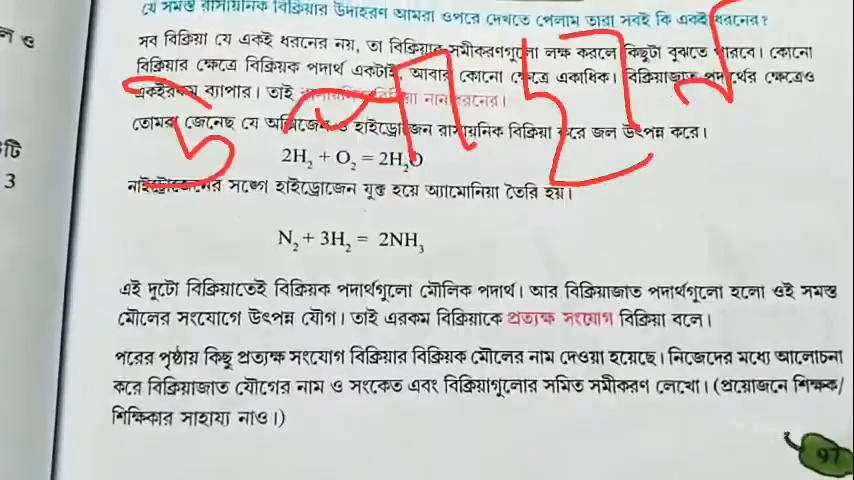 যে সমস্ত রাসায়নিক বিক্রিয়ার উদাহরণ আমরা ওপরে দেখতে পেলাম তারা সবই কি একই ধরনের?
সব বিক্রিয়া যে একই ধরনের নয়, তা বিক্রিয়ার সমীকরণগুলো লক্ষ করলে কিছুটা বুঝতে পারবে। কোনো
বিক্রিয়ার ক্ষেত্রে বিক্রিয়ক পদার্থ একটাই, আবার কোনো ক্ষেত্রে একাধিক। বিক্রিয়াজাত পদার্থের ক্ষেত্রেও
একইরকম ব্যাপার। তাই রাসায়নিক বিক্রিয়া নানা ধরনের।
তোমরা জেনেছ যে অক্সিজেন ও হাইড্রোজেন রাসায়নিক বিক্রিয়া করে জল উৎপন্ন করে।
2H₂ + O₂ = 2H₂O
নাইট্রোজেনের সঙ্গে হাইড্রোজেন যুক্ত হয়ে অ্যামোনিয়া তৈরি হয়।
N₂ + 3H₂ = 2NH₃
এই দুটো বিক্রিয়াতেই বিক্রিয়ক পদার্থগুলো মৌলিক পদার্থ। আর বিক্রিয়াজাত পদার্থগুলো হলো ওই সমস্ত
মৌলের সংযোগে উৎপন্ন যৌগ। তাই এরকম বিক্রিয়াকে প্রত্যক্ষ সংযোগ বিক্রিয়া বলে।
পরের পৃষ্ঠায় কিছু প্রত্যক্ষ সংযোগ বিক্রিয়ার বিক্রিয়ক মৌলের নাম দেওয়া হয়েছে। নিজেদের মধ্যে আলোচনা
করে বিক্রিয়াজাত যৌগের নাম ও সংকেত এবং বিক্রিয়াগুলোর সমিত সমীকরণ লেখো। (প্রয়োজনে শিক্ষক/
শিক্ষিকার সাহায্য নাও।)
97
3